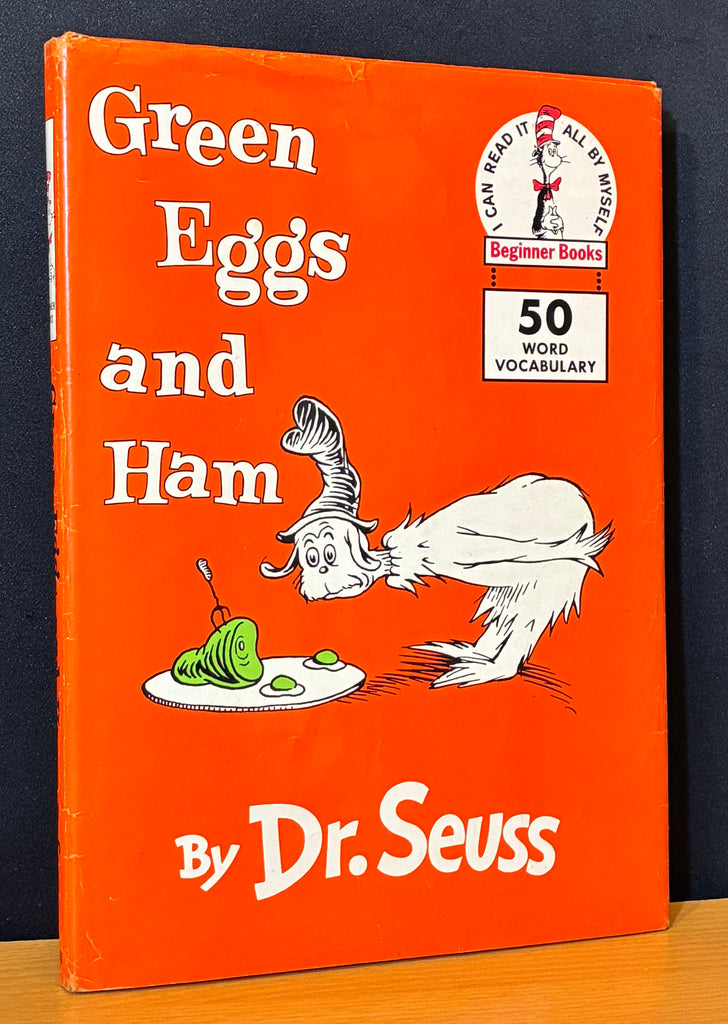 Green
Eggs
and
Ham
I CAN READ IT ALL BY MYSELF
Beginner Books
50
WORD
VOCABULARY
By Dr. Seuss